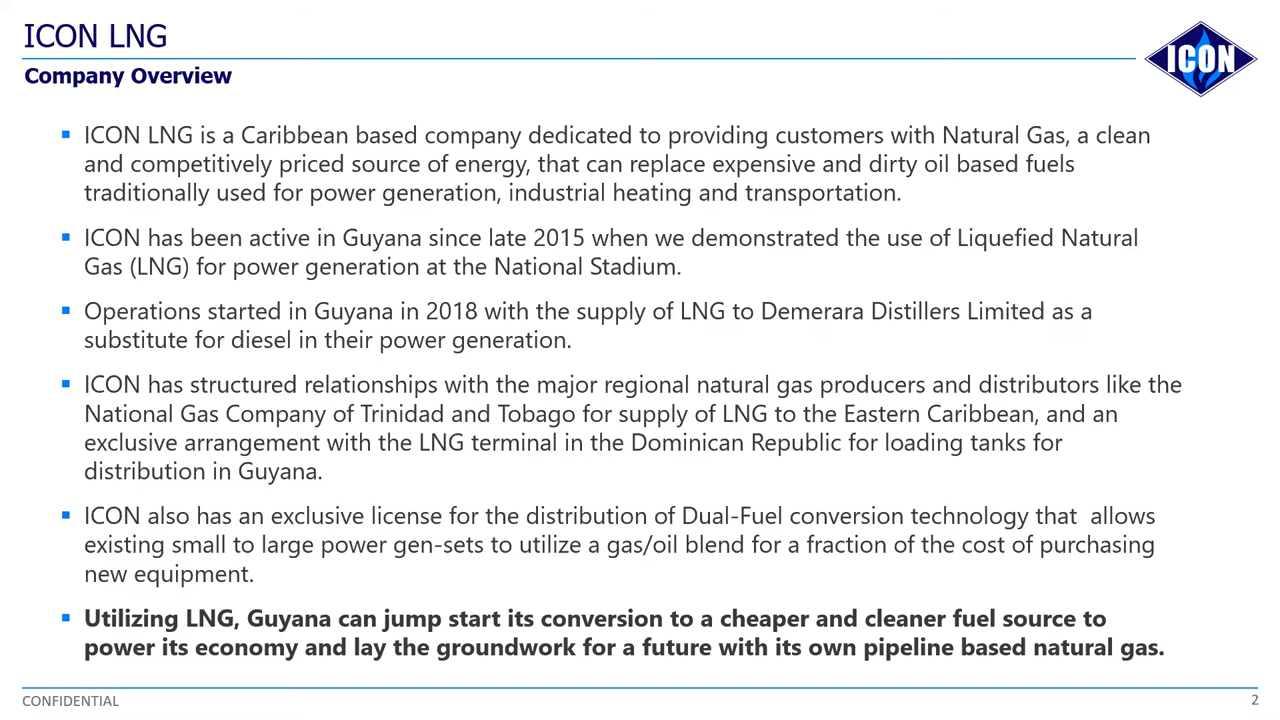 ICON LNG
ICON
Company Overview
▪ ICON LNG is a Caribbean based company dedicated to providing customers with Natural Gas, a clean
and competitively priced source of energy, that can replace expensive and dirty oil based fuels
traditionally used for power generation, industrial heating and transportation.
▪ ICON has been active in Guyana since late 2015 when we demonstrated the use of Liquefied Natural
Gas (LNG) for power generation at the National Stadium.
▪ Operations started in Guyana in 2018 with the supply of LNG to Demerara Distillers Limited as a
substitute for diesel in their power generation.
▪ ICON has structured relationships with the major regional natural gas producers and distributors like the
National Gas Company of Trinidad and Tobago for supply of LNG to the Eastern Caribbean, and an
exclusive arrangement with the LNG terminal in the Dominican Republic for loading tanks for
distribution in Guyana.
▪ ICON also has an exclusive license for the distribution of Dual-Fuel conversion technology that  allows
existing small to large power gen-sets to utilize a gas/oil blend for a fraction of the cost of purchasing
new equipment.
▪ Utilizing LNG, Guyana can jump start its conversion to a cheaper and cleaner fuel source to
power its economy and lay the groundwork for a future with its own pipeline based natural gas.
CONFIDENTIAL
2